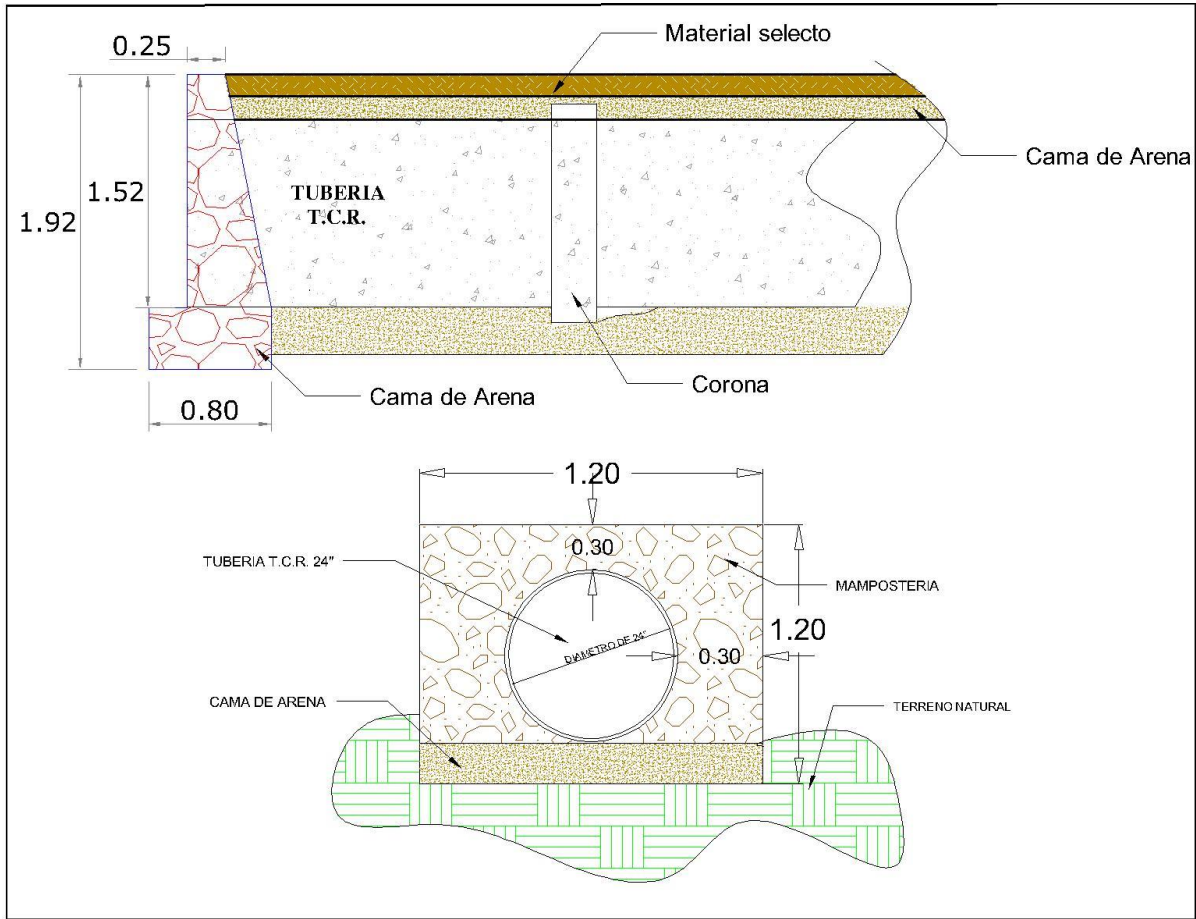 0.25
Material selecto
Cama de Arena
1.52
1.92
TUBERIA
T.C.R.
Corona
Cama de Arena
0.80
1.20
0.30
TUBERIA T.C.R. 24"
MAMPOSTERIA
1.20
DIAMETRO DE 24"
0.30
CAMA DE ARENA
TERRENO NATURAL